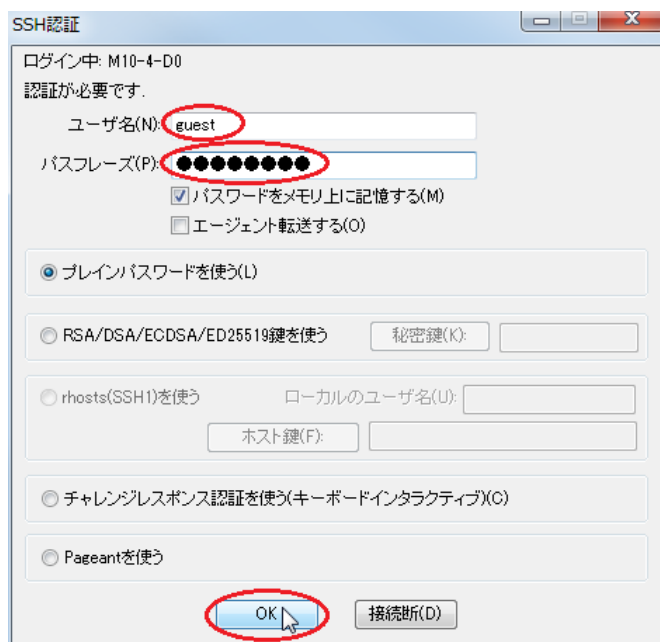 SSH認証
ログイン中: M10-4-D0
認証が必要です.
ユーザ名(N): guest
パスフレーズ(P): ●●●●●●●●
パスワードをメモリ上に記憶する(M)
エージェント転送する(O)
プレインパスワードを使う(L)
RSA/DSA/ECDSA/ED25519鍵を使う 秘密鍵(K):
rhosts(SSH1)を使う ローカルのユーザ名(U):
ホスト鍵(F):
チャレンジレスポンス認証を使う(キーボードインタラクティブ)(C)
Pageantを使う
OK 接続断(D)